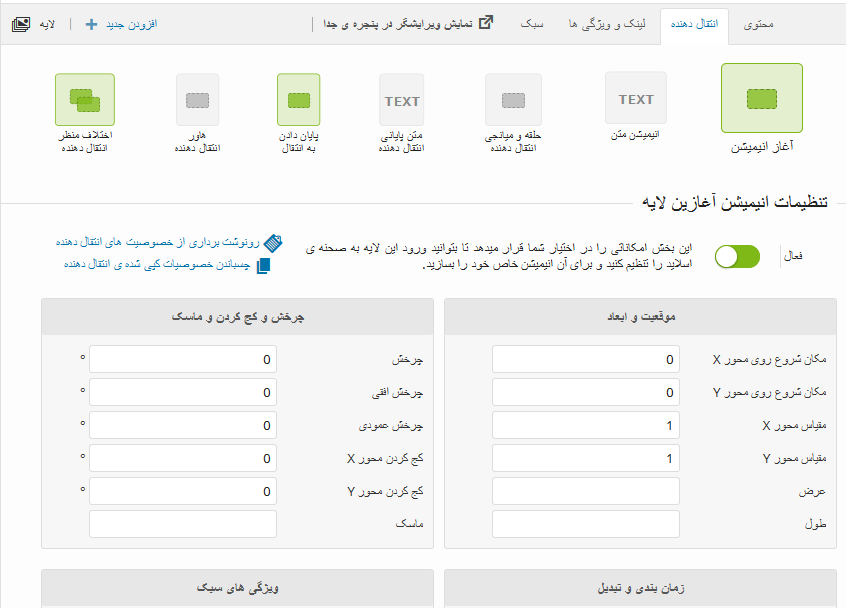 محتوی
انتقال دهنده
لینک و ویژگی ها
سبک
نمایش ویرایشگر در پنجره ی جدا
افزودن جدید
لایه
TEXT
TEXT
آغاز انیمیشن
انیمیشن متن
حلقه و میانجی
انتقال دهنده
متن پایانی
انتقال دهنده
پایان دادن
به انتقال
هاور
انتقال دهنده
اختلاف منظر
انتقال دهنده
تنظیمات انیمیشن آغازین لایه
فعال
این بخش امکاناتی را در اختیار شما قرار میدهد تا بتوانید ورود این لایه به صحنه ی
اسلاید را تنظیم کنید و برای آن انیمیشن خاص خود را بسازید.
رونوشت برداری از خصوصیت های انتقال دهنده
چسباندن خصوصیات کپی شده ی انتقال دهنده
موقعیت و ابعاد
مکان شروع روی محور X
0
مکان شروع روی محور Y
0
مقیاس محور X
1
مقیاس محور Y
1
عرض
طول
چرخش و کج کردن و ماسک
چرخش
0 °
چرخش افقی
0 °
چرخش عمودی
0 °
کج کردن محور X
0 °
کج کردن محور Y
0 °
ماسک
زمان بندی و تبدیل
ویژگی های سبک